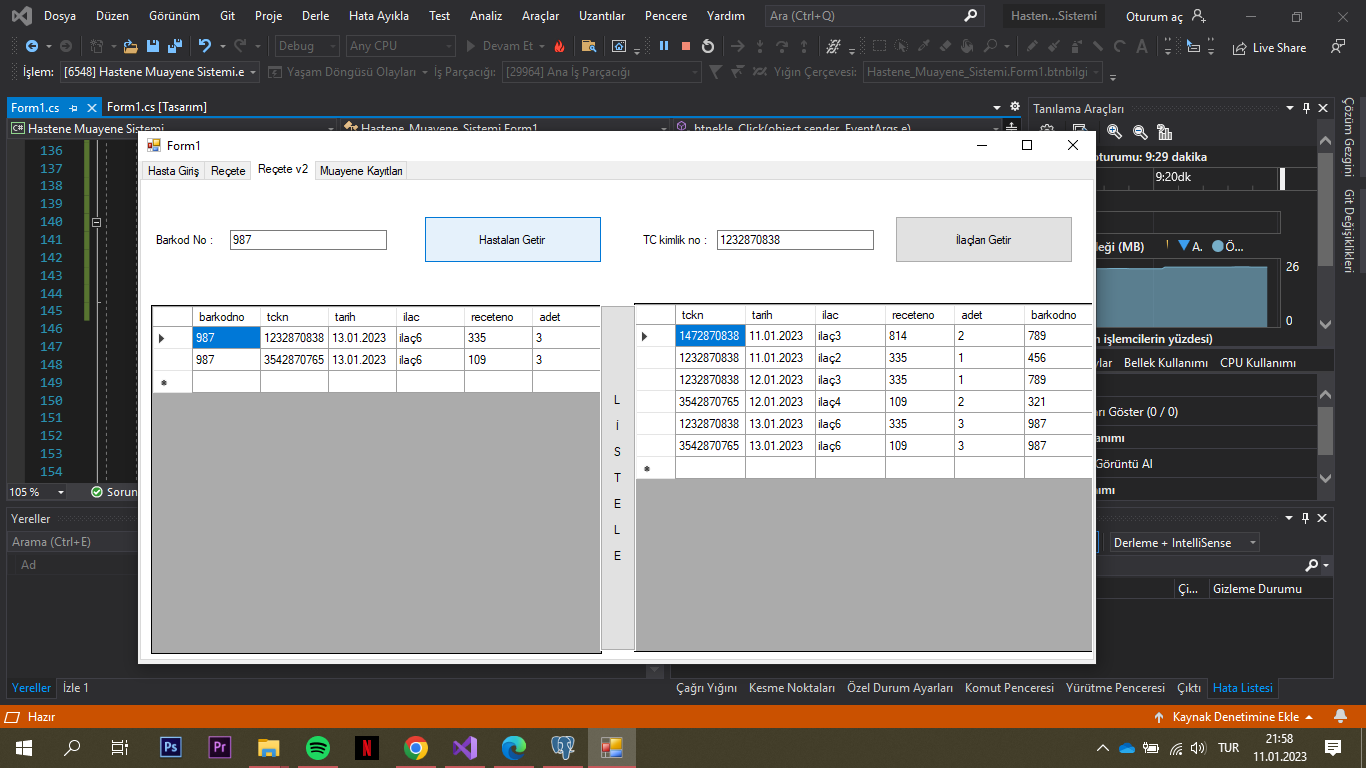 Dosya Düzen Görünüm Git Proje Derle Hata Ayıkla Test Analiz Araçlar Uzantılar Pencere Yardım Ara (Ctrl+Q) Hasten...Sistemi Oturum aç
Debug Any CPU Devam Et Live Share
İşlem: [6548] Hastene Muayene Sistemi.e Yaşam Döngüsü Olayları İş Parçacığı: [29964] Ana İş Parçacığı Yığın Çerçevesi: Hastene_Muayene_Sistemi.Form1.btnbilgi
Form1.cs Form1.cs [Tasarım] Tanılama Araçları
Hastene Muayene Sistemi Hastene_Muayene_Sistemi.Form1 btnekle_Click(object sender, EventArgs e)
Form1
Hasta Giriş Reçete Reçete v2 Muayene Kayıtları
Barkod No : 987 Hastaları Getir TC kimlik no : 1232870838 İlaçları Getir
barkodno tckn tarih ilac receteno adet
987 1232870838 13.01.2023 ilaç6 335 3
987 3542870765 13.01.2023 ilaç6 109 3
L
İ
S
T
E
L
E
tckn tarih ilac receteno adet barkodno
1472870838 11.01.2023 ilaç3 814 2 789
1232870838 11.01.2023 ilaç2 335 1 456
1232870838 12.01.2023 ilaç3 335 1 789
3542870765 12.01.2023 ilaç4 109 2 321
1232870838 13.01.2023 ilaç6 335 3 987
3542870765 13.01.2023 ilaç6 109 3 987
136
137
138
139
140
141
142
143
144
145
146
147
148
149
150
151
152
153
154
105 % Sorun
oturumu: 9:29 dakika
9:20dk
leği (MB) A. Ö...
26
0
n işlemcilerin yüzdesi)
ylar Bellek Kullanımı CPU Kullanımı
rı Göster (0 / 0)
anımı
Görüntü Al
ımı
Çözüm Gezgini
Git Değişiklikleri
Yereller
Arama (Ctrl+E)
Ad
Derleme + IntelliSense
Çi... Gizleme Durumu
Yereller İzle 1
Çağrı Yığını Kesme Noktaları Özel Durum Ayarları Komut Penceresi Yürütme Penceresi Çıktı Hata Listesi
Hazır Kaynak Denetimine Ekle
Ps Pr N TUR 21:58
11.01.2023